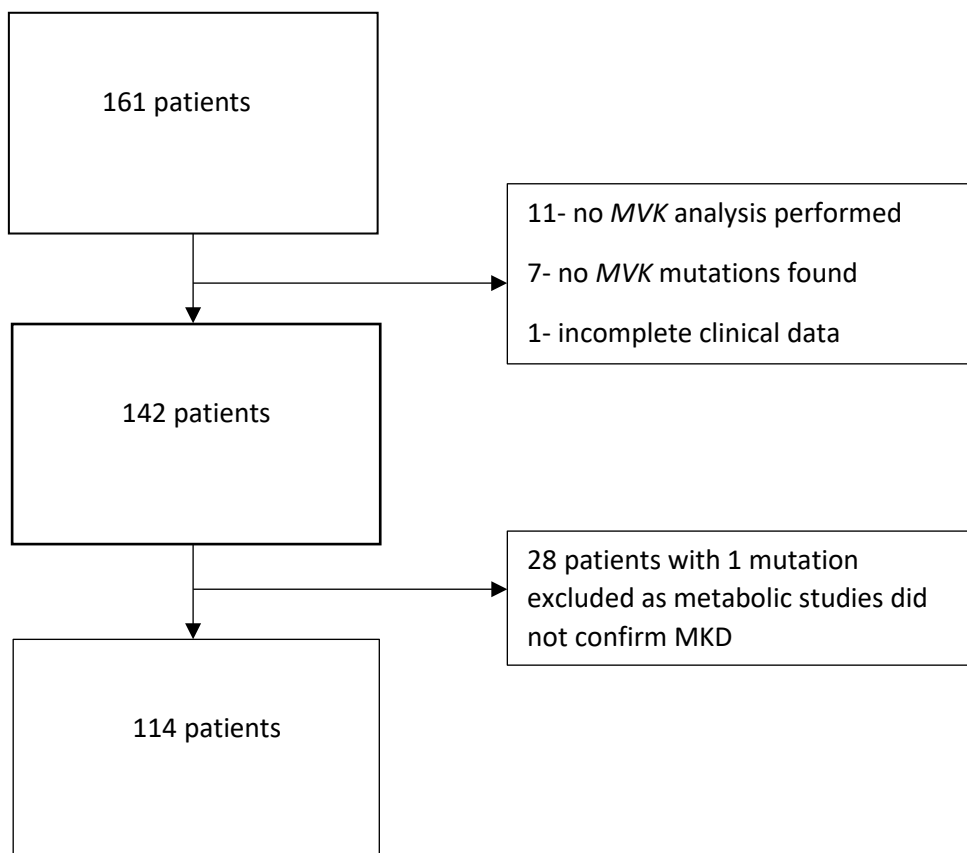 161 patients
11- no MVK analysis performed
7- no MVK mutations found
1- incomplete clinical data
142 patients
28 patients with 1 mutation
excluded as metabolic studies did
not confirm MKD
114 patients